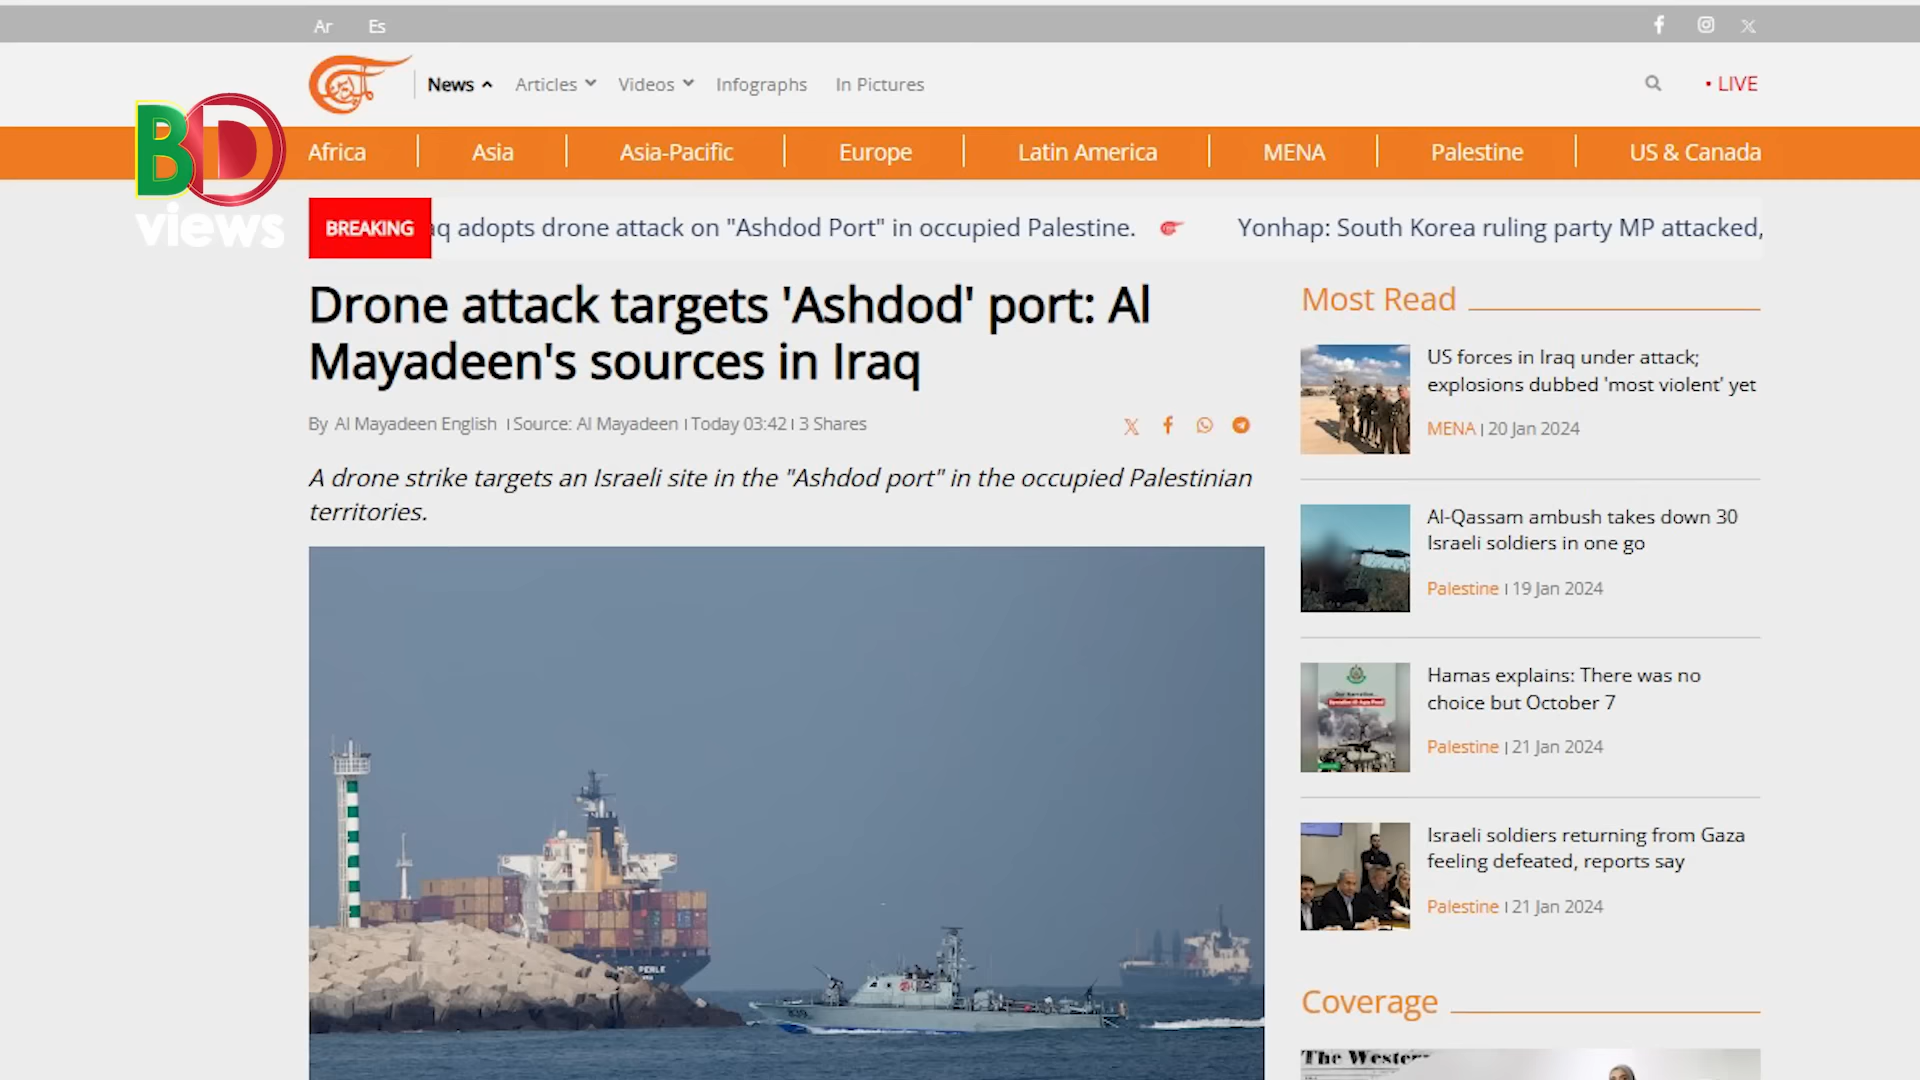 Ar Es
News Articles Videos Infographs In Pictures
• LIVE
BD
views
Africa Asia Asia-Pacific Europe Latin America MENA Palestine US & Canada
BREAKING
adopts drone attack on "Ashdod Port" in occupied Palestine. Yonhap: South Korea ruling party MP attacked,
Drone attack targets 'Ashdod' port: Al
Mayadeen's sources in Iraq
By Al Mayadeen English | Source: Al Mayadeen | Today 03:42 | 3 Shares
A drone strike targets an Israeli site in the "Ashdod port" in the occupied Palestinian
territories.
PERLE
Most Read
US forces in Iraq under attack;
explosions dubbed 'most violent' yet
MENA | 20 Jan 2024
Al-Qassam ambush takes down 30
Israeli soldiers in one go
Palestine | 19 Jan 2024
Hamas explains: There was no
choice but October 7
Palestine | 21 Jan 2024
Israeli soldiers returning from Gaza
feeling defeated, reports say
Palestine | 21 Jan 2024
Coverage
The Wester